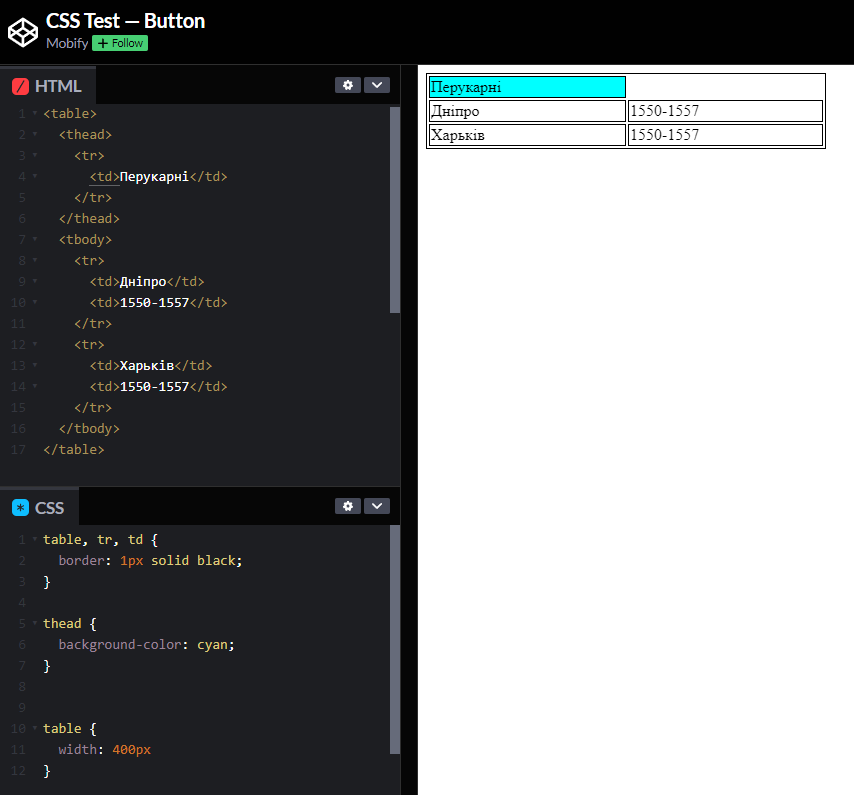 CSS Test — Button
Mobify + Follow
HTML
1 <table>
2 <thead>
3 <tr>
4 <td>Перукарні</td>
5 </tr>
6 </thead>
7 <tbody>
8 <tr>
9 <td>Дніпро</td>
10 <td>1550-1557</td>
11 </tr>
12 <tr>
13 <td>Харьків</td>
14 <td>1550-1557</td>
15 </tr>
16 </tbody>
17 </table>
CSS
1 table, tr, td {
2 border: 1px solid black;
3 }
4
5 thead {
6 background-color: cyan;
7 }
8
9
10 table {
11 width: 400px
12 }
Перукарні
Дніпро 1550-1557
Харьків 1550-1557